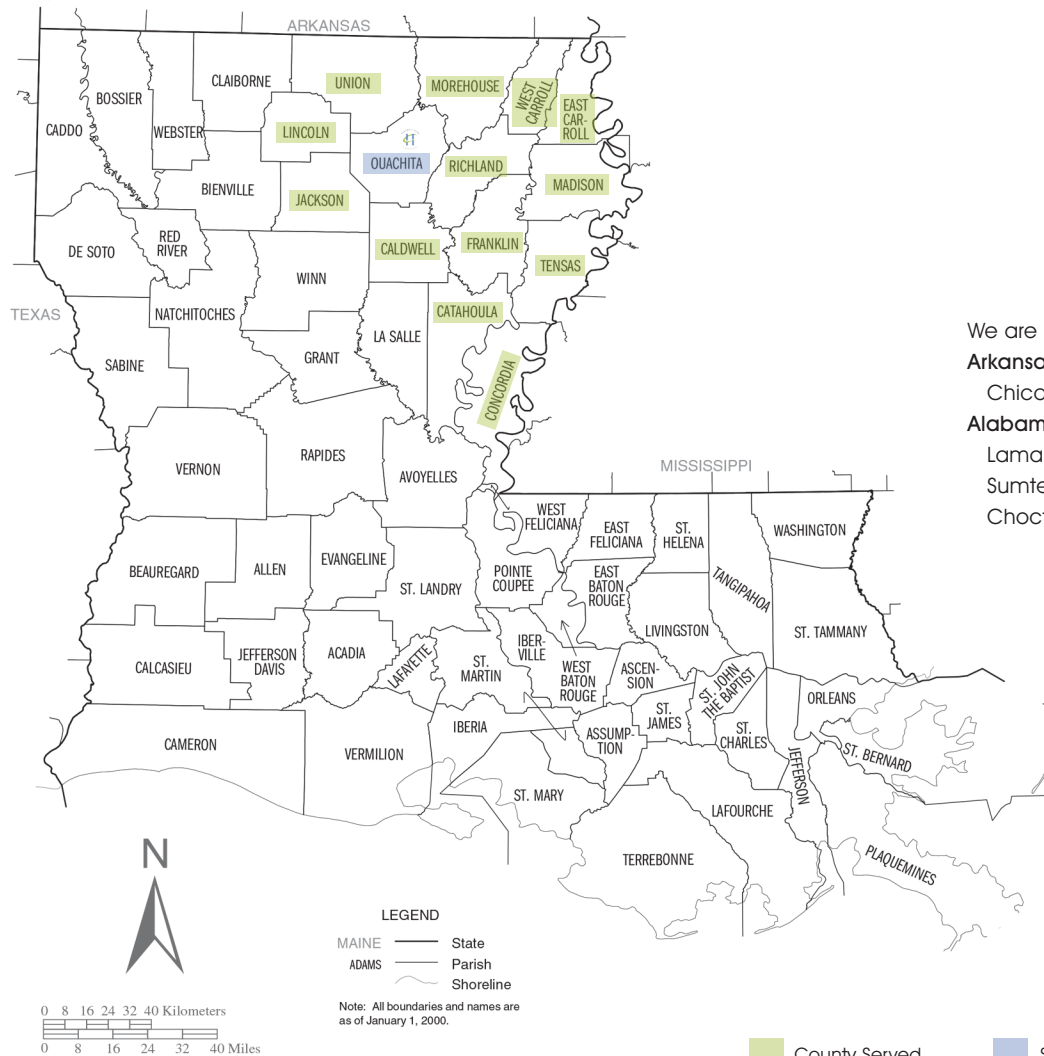 ARKANSAS
UNION
MOREHOUSE
WEST
CARROLL
EAST
CAR-
ROLL
CLAIBORNE
BOSSIER
CADDO
WEBSTER
LINCOLN
H
OUACHITA
RICHLAND
MADISON
BIENVILLE
JACKSON
RED
RIVER
DE SOTO
CALDWELL
FRANKLIN
TENSAS
WINN
TEXAS
NATCHITOCHES
CATAHOULA
LA SALLE
GRANT
SABINE
CONCORDIA
We are
Arkansa
Chico
Alabam
Lama
Sumte
Choct
VERNON
RAPIDES
AVOYELLES
MISSISSIPPI
WEST
FELICIANA
EAST
FELICIANA
ST.
HELENA
WASHINGTON
BEAUREGARD
ALLEN
EVANGELINE
ST. LANDRY
POINTE
COUPEE
EAST
BATON
ROUGE
TANGIPAHOA
LIVINGSTON
ST. TAMMANY
CALCASIEU
JEFFERSON
DAVIS
ACADIA
LAFAYETTE
ST.
MARTIN
IBER-
VILLE
WEST
BATON
ROUGE
ASCEN-
SION
ST. JOHN
THE BAPTIST
ORLEANS
CAMERON
VERMILION
IBERIA
ASSUMP-
TION
ST.
JAMES
ST.
CHARLES
JEFFERSON
ST. BERNARD
ST. MARY
LAFOURCHE
TERREBONNE
PLAQUEMINES
N
LEGEND
MAINE State
ADAMS Parish
Shoreline
Note: All boundaries and names are
as of January 1, 2000.
0 8 16 24 32 40 Kilometers
0 8 16 24 32 40 Miles
County Served
S